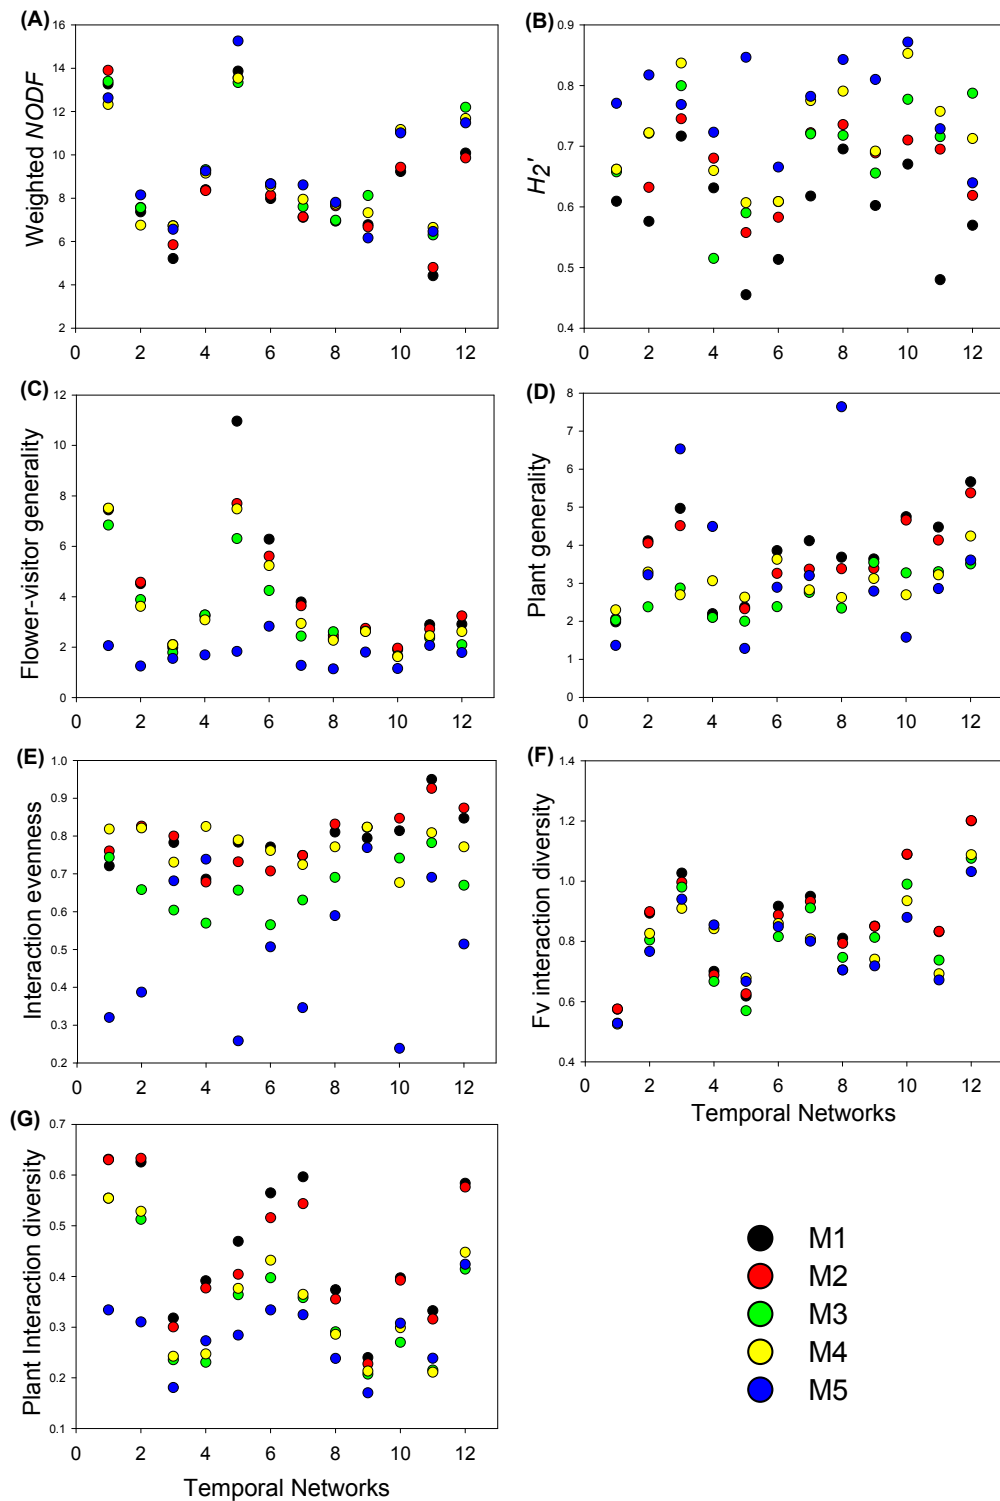 (A)
Weighted NODF
16
14
12
10
8
6
4
2
0 2 4 6 8 10 12
(B)
H2'
0.9
0.8
0.7
0.6
0.5
0.4
0 2 4 6 8 10 12
(C)
Flower-visitor generality
12
10
8
6
4
2
0
0 2 4 6 8 10 12
(D)
Plant generality
8
7
6
5
4
3
2
1
0
0 2 4 6 8 10 12
(E)
Interaction evenness
1.0
0.9
0.8
0.7
0.6
0.5
0.4
0.3
0.2
0 2 4 6 8 10 12
(F)
Fv interaction diversity
1.4
1.2
1.0
0.8
0.6
0.4
0 2 4 6 8 10 12
Temporal Networks
(G)
Plant Interaction diversity
0.7
0.6
0.5
0.4
0.3
0.2
0.1
0 2 4 6 8 10 12
Temporal Networks
M1
M2
M3
M4
M5